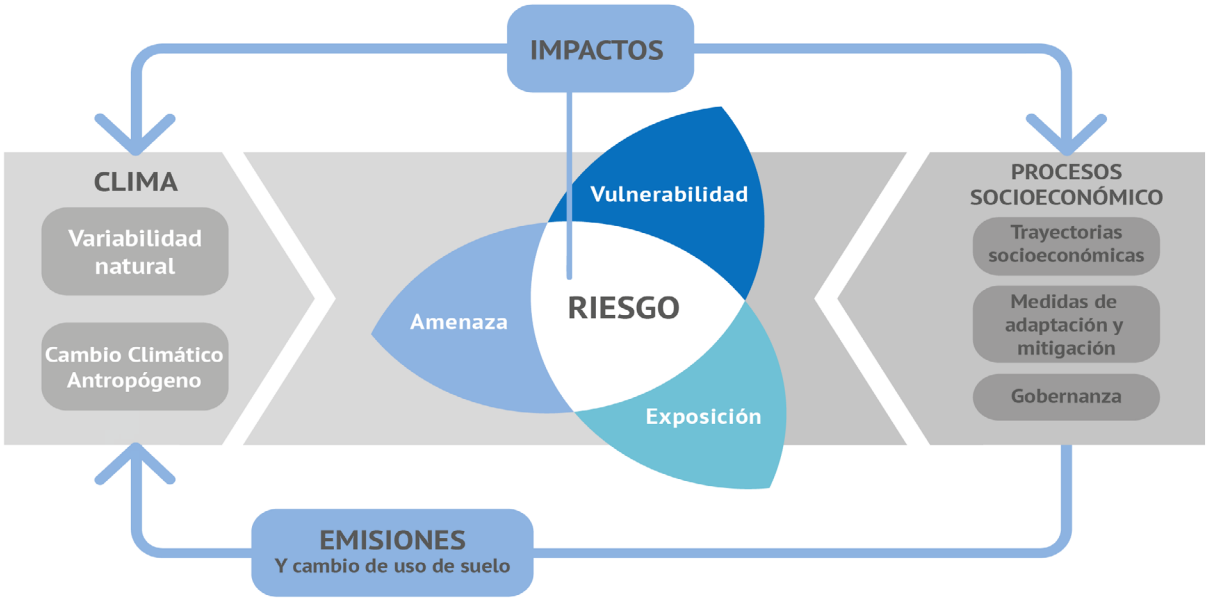 IMPACTOS
CLIMA
Variabilidad
natural
Cambio Climático
Antropógeno
Vulnerabilidad
Amenaza
RIESGO
Exposición
PROCESOS
SOCIOECONÓMICO
Trayectorias
socioeconómicas
Medidas de
adaptación y
mitigación
Gobernanza
EMISIONES
Y cambio de uso de suelo